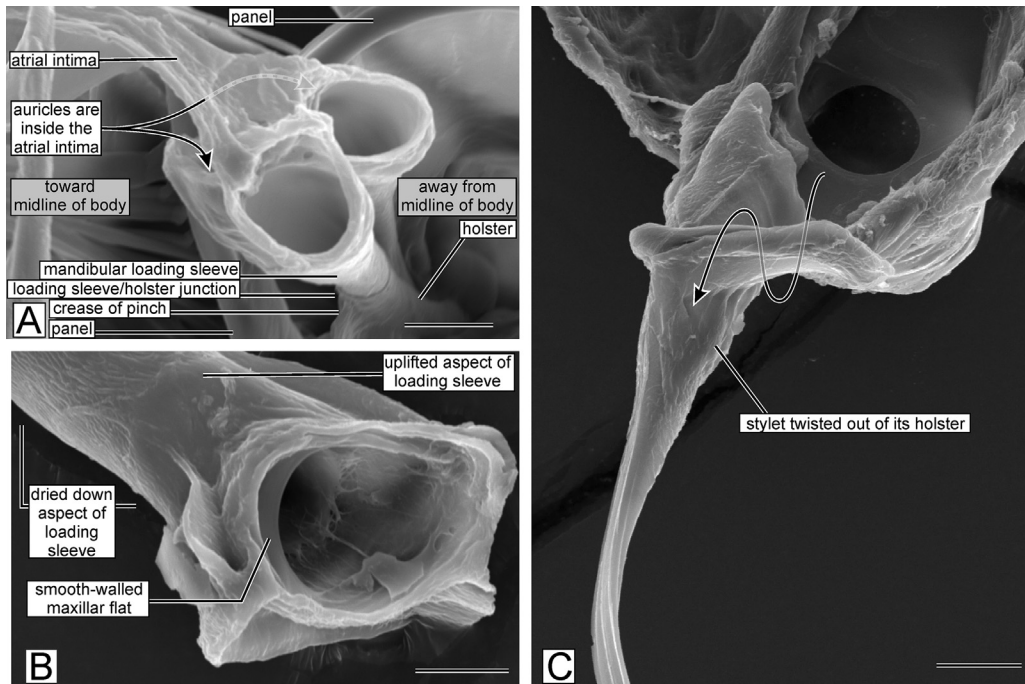 panel
atrial intima
auricles are
inside the
atrial intima
toward
midline of body
away from
midline of body
holster
mandibular loading sleeve
loading sleeve/holster junction
crease of pinch
panel
A
uplifted aspect of
loading sleeve
dried down
aspect of
loading
sleeve
smooth-walled
maxillar flat
B
stylet twisted out of its holster
C